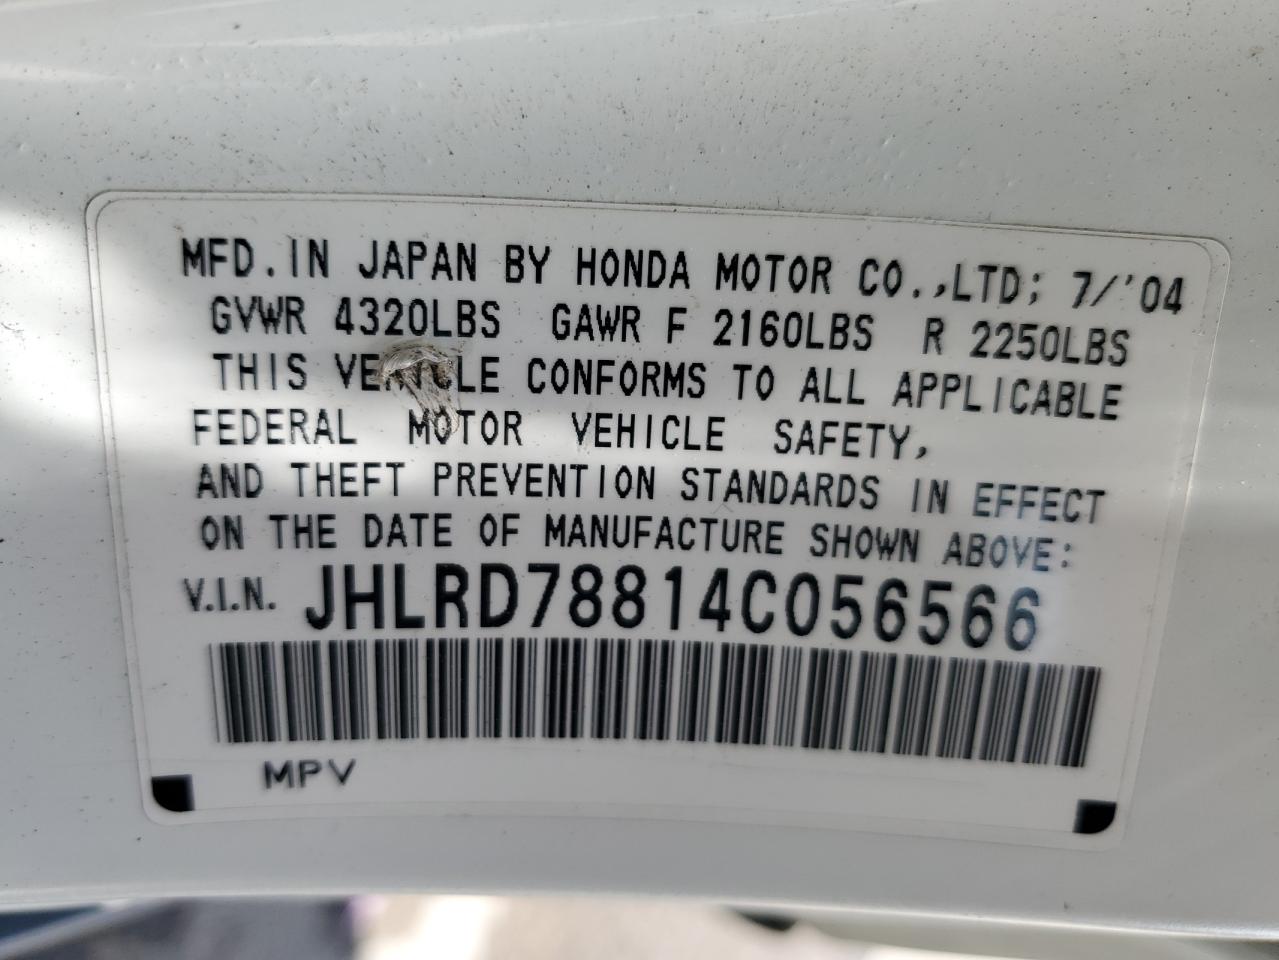 MFD.IN JAPAN BY HONDA MOTOR CO.,LTD; 7/'04
GVWR 4320LBS GAWR F 2160LBS R 2250LBS
THIS VEHICLE CONFORMS TO ALL APPLICABLE
FEDERAL MOTOR VEHICLE SAFETY,
AND THEFT PREVENTION STANDARDS IN EFFECT
ON THE DATE OF MANUFACTURE SHOWN ABOVE:
V.I.N. JHLRD78814C056566
MPV